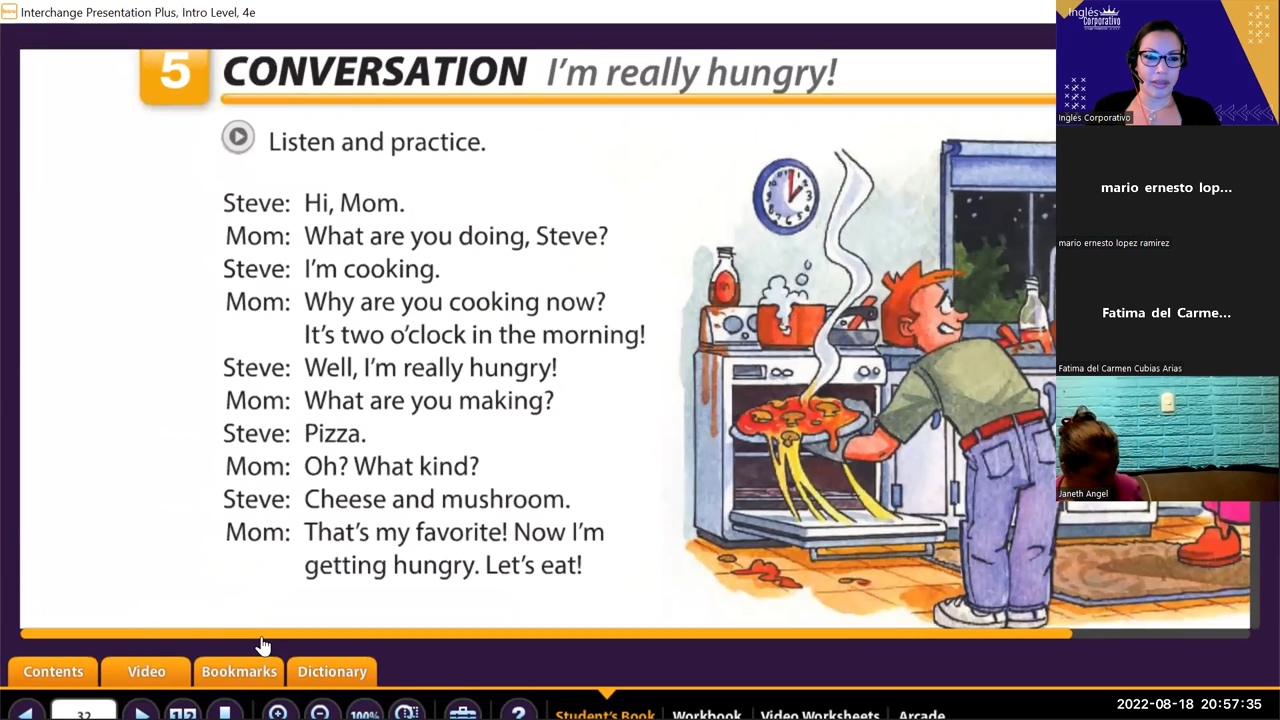 Interchange Presentation Plus, Intro Level, 4e
5 CONVERSATION I'm really hungry!
Listen and practice.
Steve: Hi, Mom.
Mom: What are you doing, Steve?
Steve: I'm cooking.
Mom: Why are you cooking now?
It's two o'clock in the morning!
Steve: Well, I'm really hungry!
Mom: What are you making?
Steve: Pizza.
Mom: Oh? What kind?
Steve: Cheese and mushroom.
Mom: That's my favorite! Now I'm
getting hungry. Let's eat!
Inglés
Corporativo
Inglés Corporativo
mario ernesto lop...
mario ernesto lopez ramirez
Fatima del Carme...
Fatima del Carmen Cubias Arias
Janeth Angel
Contents Video Bookmarks Dictionary
32 100% ?
Student's Book Workbook Video Worksheets Arcade
2022-08-18 20:57:35